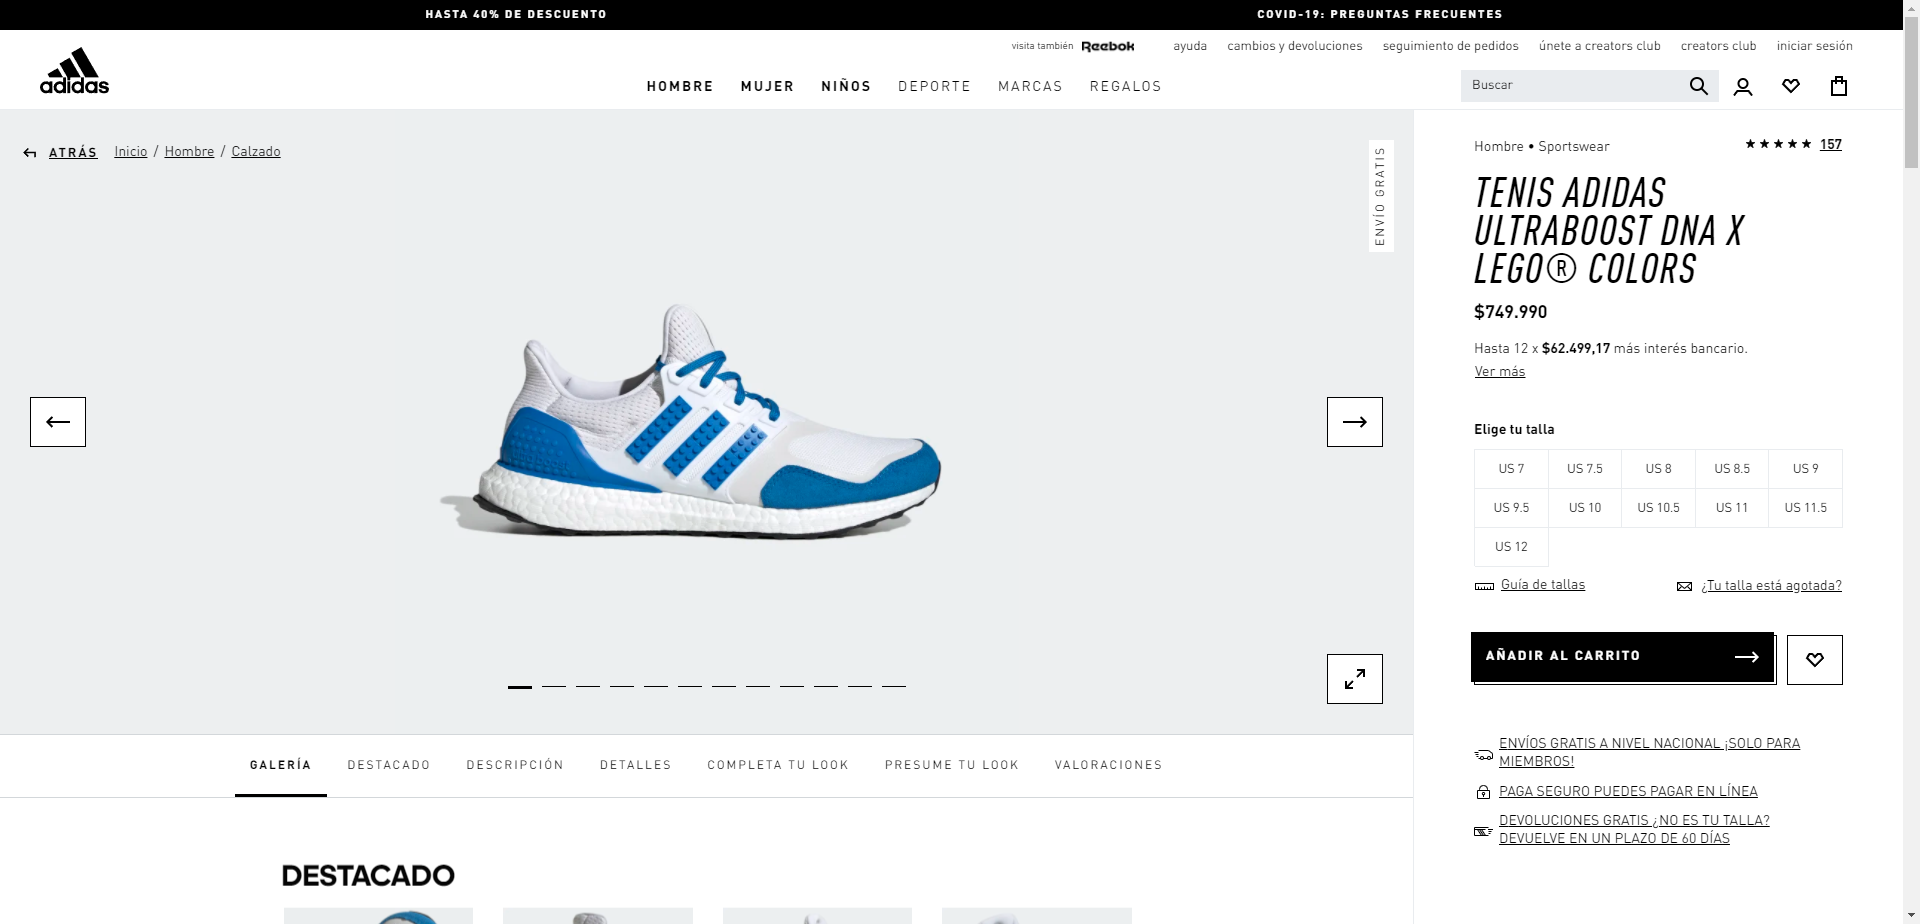 HASTA 40% DE DESCUENTO
COVID-19: PREGUNTAS FRECUENTES
visita también Reebok
ayuda
cambios y devoluciones
seguimiento de pedidos
únete a creators club
creators club
iniciar sesión
adidas
HOMBRE
MUJER
NIÑOS
DEPORTE
MARCAS
REGALOS
Buscar
ATRÁS
Inicio / Hombre / Calzado
ENVÍO GRATIS
Hombre • Sportswear
★★★★★ 157
TENIS ADIDAS
ULTRABOOST DNA X
LEGO® COLORS
$749.990
Hasta 12 x $62.499,17 más interés bancario.
Ver más
Elige tu talla
US 7 US 7.5 US 8 US 8.5 US 9
US 9.5 US 10 US 10.5 US 11 US 11.5
US 12
Guía de tallas
¿Tu talla está agotada?
AÑADIR AL CARRITO
ENVÍOS GRATIS A NIVEL NACIONAL ¡SOLO PARA
MIEMBROS!
PAGA SEGURO PUEDES PAGAR EN LÍNEA
DEVOLUCIONES GRATIS ¿NO ES TU TALLA?
DEVUELVE EN UN PLAZO DE 60 DÍAS
GALERÍA
DESTACADO
DESCRIPCIÓN
DETALLES
COMPLETA TU LOOK
PRESUME TU LOOK
VALORACIONES
DESTACADO